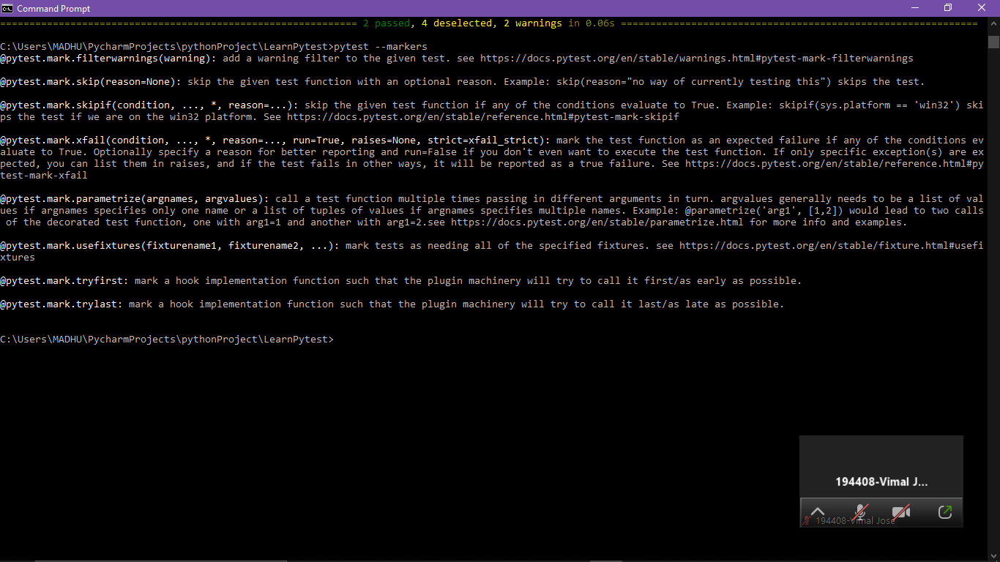 Command Prompt
================================================================ 2 passed, 4 deselected, 2 warnings in 0.06s ================================================================
C:\Users\MADHU\PycharmProjects\pythonProject\LearnPytest>pytest --markers
@pytest.mark.filterwarnings(warning): add a warning filter to the given test. see https://docs.pytest.org/en/stable/warnings.html#pytest-mark-filterwarnings
@pytest.mark.skip(reason=None): skip the given test function with an optional reason. Example: skip(reason="no way of currently testing this") skips the test.
@pytest.mark.skipif(condition, ..., *, reason=...): skip the given test function if any of the conditions evaluate to True. Example: skipif(sys.platform == 'win32') ski
ps the test if we are on the win32 platform. See https://docs.pytest.org/en/stable/reference.html#pytest-mark-skipif
@pytest.mark.xfail(condition, ..., *, reason=..., run=True, raises=None, strict=xfail_strict): mark the test function as an expected failure if any of the conditions ev
aluate to True. Optionally specify a reason for better reporting and run=False if you don't even want to execute the test function. If only specific exception(s) are ex
pected, you can list them in raises, and if the test fails in other ways, it will be reported as a true failure. See https://docs.pytest.org/en/stable/reference.html#py
test-mark-xfail
@pytest.mark.parametrize(argnames, argvalues): call a test function multiple times passing in different arguments in turn. argvalues generally needs to be a list of val
ues if argnames specifies only one name or a list of tuples of values if argnames specifies multiple names. Example: @parametrize('arg1', [1,2]) would lead to two calls
 of the decorated test function, one with arg1=1 and another with arg1=2.see https://docs.pytest.org/en/stable/parametrize.html for more info and examples.
@pytest.mark.usefixtures(fixturename1, fixturename2, ...): mark tests as needing all of the specified fixtures. see https://docs.pytest.org/en/stable/fixture.html#usefi
xtures
@pytest.mark.tryfirst: mark a hook implementation function such that the plugin machinery will try to call it first/as early as possible.
@pytest.mark.trylast: mark a hook implementation function such that the plugin machinery will try to call it last/as late as possible.
C:\Users\MADHU\PycharmProjects\pythonProject\LearnPytest>
194408-Vimal J...
194408-Vimal Jose